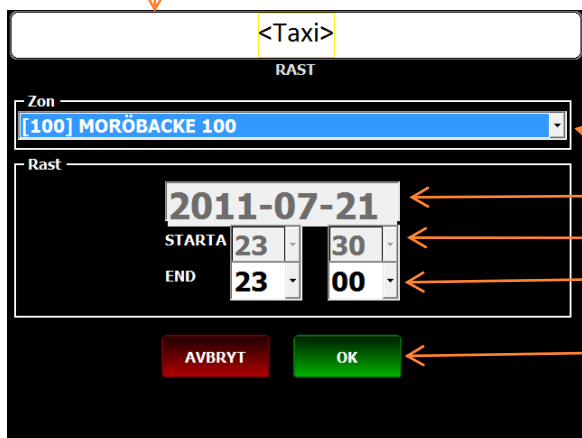 <Taxi>
RAST
Zon
[100] MORÖBACKE 100
Rast
2011-07-21
STARTA 23 30
END 23 00
AVBRYT OK